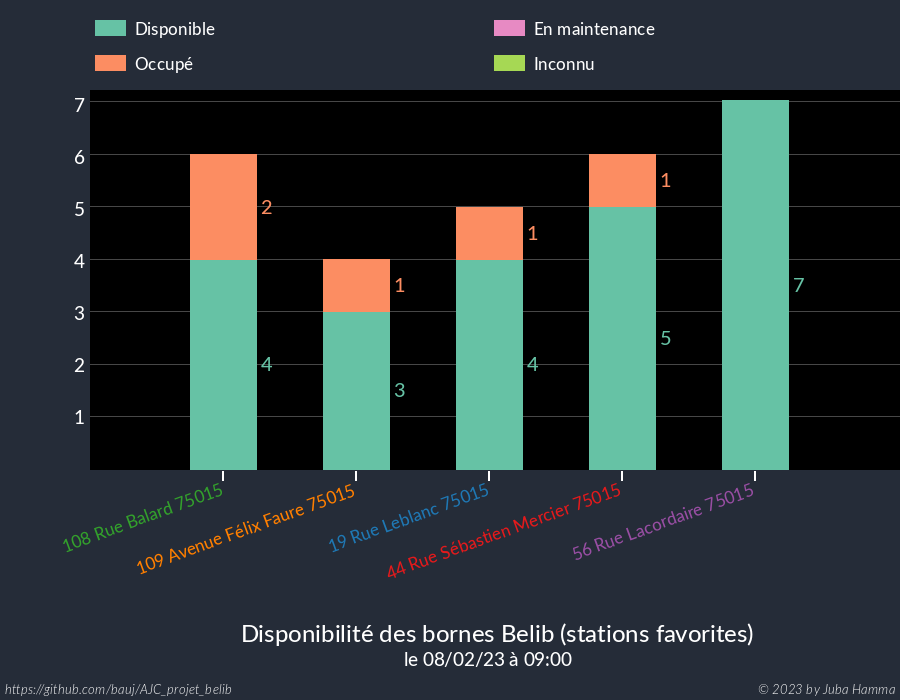 Disponible
En maintenance
Occupé
Inconnu
7
6
5
4
3
2
1
2
4
1
3
1
4
1
5
7
108 Rue Balard 75015
109 Avenue Félix Faure 75015
19 Rue Leblanc 75015
44 Rue Sébastien Mercier 75015
56 Rue Lacordaire 75015
Disponibilité des bornes Belib (stations favorites)
le 08/02/23 à 09:00
https://github.com/bauj/AJC_projet_belib
© 2023 by Juba Hamma